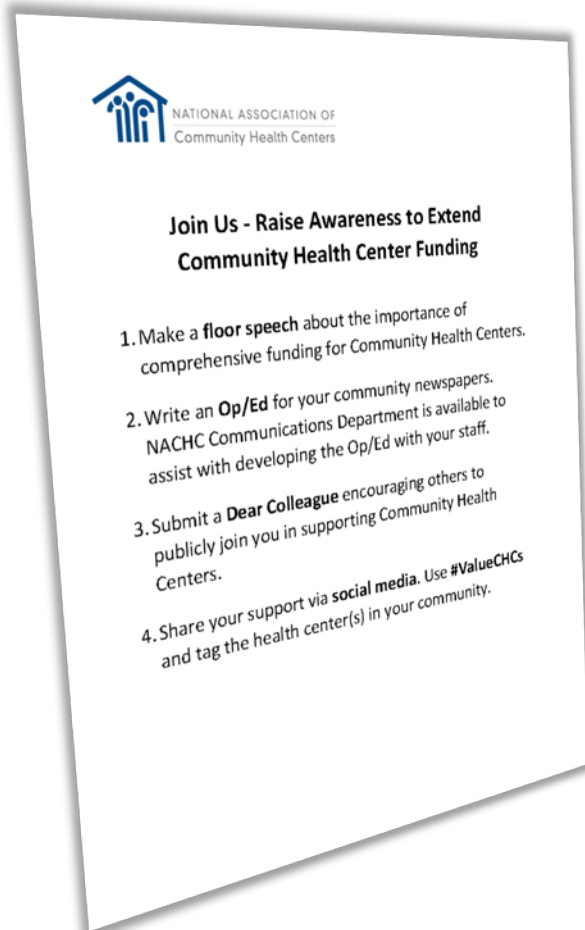 NATIONAL ASSOCIATION OF
Community Health Centers
Join Us - Raise Awareness to Extend
Community Health Center Funding
1. Make a floor speech about the importance of
comprehensive funding for Community Health Centers.
2. Write an Op/Ed for your community newspapers.
NACHC Communications Department is available to
assist with developing the Op/Ed with your staff.
3. Submit a Dear Colleague encouraging others to
publicly join you in supporting Community Health
Centers.
4. Share your support via social media. Use #ValueCHCs
and tag the health center(s) in your community.